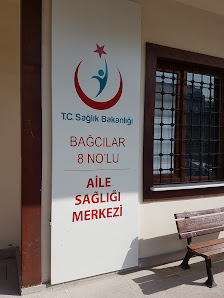 T.C. Sağlık Bakanlığı
BAĞCILAR
8 NO'LU
AİLE
SAĞLIĞI
MERKEZİ